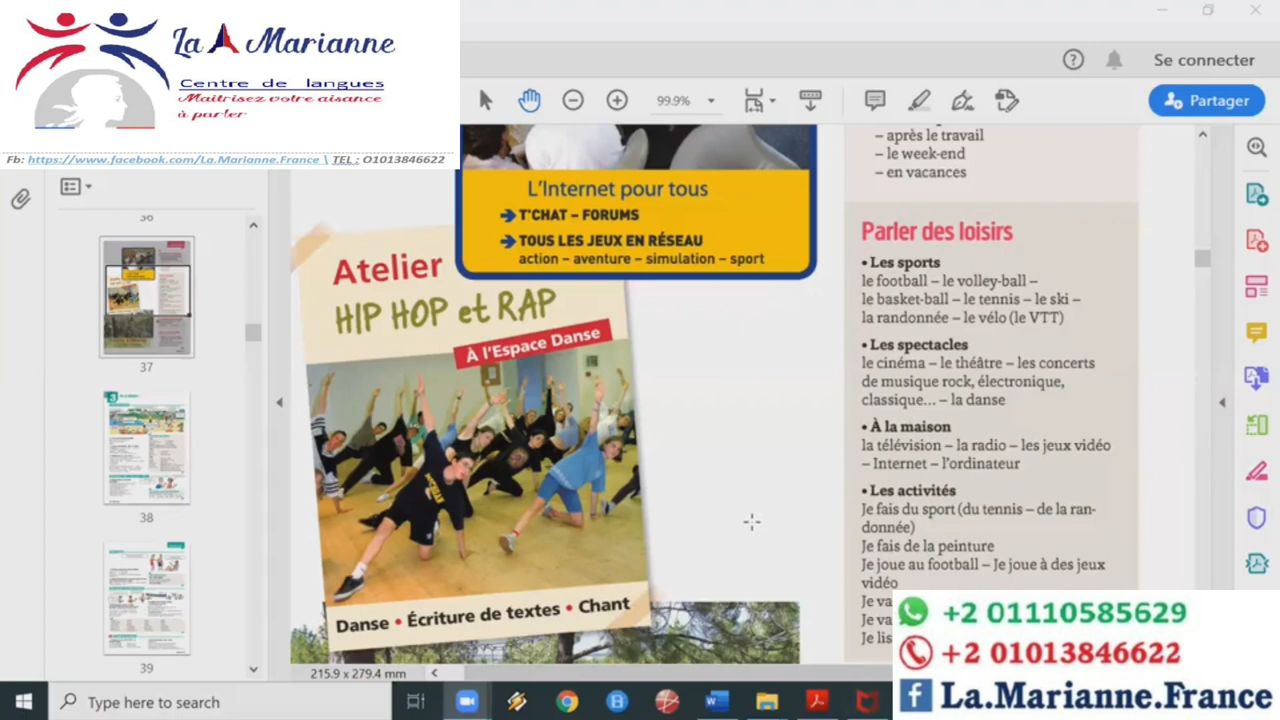 La Marianne
Centre de langues
Maîtrisez votre aisance
à parler
Fb: https://www.facebook.com/La.Marianne.France \ TEL : O1013846622
Se connecter
99.9%
Partager
36
37
38
39
L'Internet pour tous
T'CHAT – FORUMS
TOUS LES JEUX EN RÉSEAU
action – aventure – simulation – sport
Atelier
HIP HOP et RAP
À l'Espace Danse
Danse • Écriture de textes • Chant
– après le travail
– le week-end
– en vacances
Parler des loisirs
• Les sports
le football – le volley-ball –
le basket-ball – le tennis – le ski –
la randonnée – le vélo (le VTT)
• Les spectacles
le cinéma – le théâtre – les concerts
de musique rock, électronique,
classique... – la danse
• À la maison
la télévision – la radio – les jeux vidéo
– Internet – l'ordinateur
• Les activités
Je fais du sport (du tennis – de la ran-
donnée)
Je fais de la peinture
Je joue au football – Je joue à des jeux
vidéo
Je va
Je va
Je lis
215.9 x 279.4 mm
+2 01110585629
+2 01013846622
La.Marianne.France
Type here to search